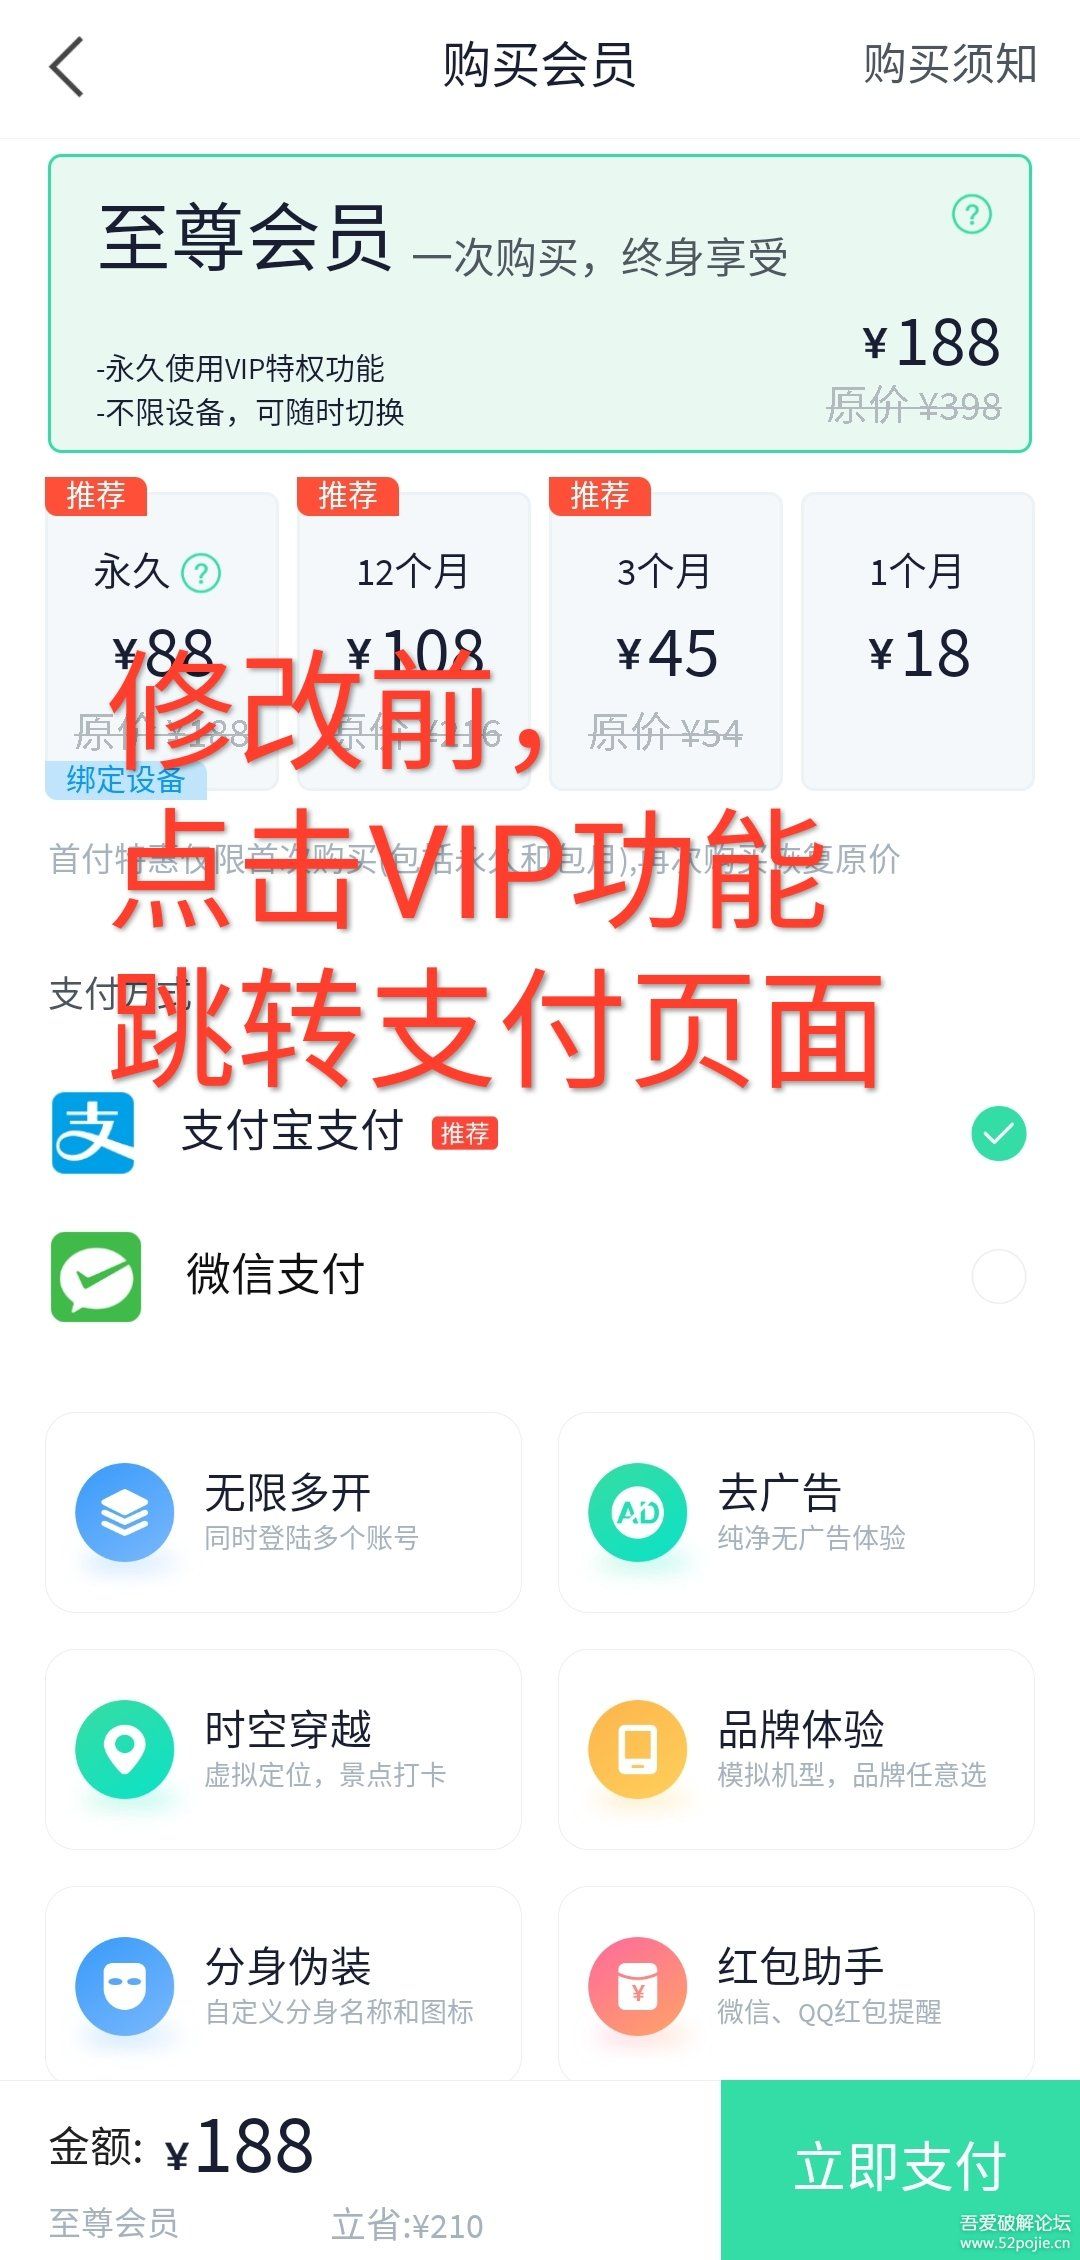 购买会员
购买须知
至尊会员 一次购买，终身享受
?
-永久使用VIP特权功能
-不限设备，可随时切换
¥188
原价 ¥398
推荐
推荐
推荐
永久 ?
12个月
3个月
1个月
¥88
¥108
¥45
¥18
原价 ¥188
原价 ¥216
原价 ¥54
绑定设备
修改前，
点击VIP功能
跳转支付页面
首付特惠仅限首次购买(包括永久和包月),再次购买恢复原价
支付方式
支
支付宝支付 推荐
微信支付
无限多开
同时登陆多个账号
AD
去广告
纯净无广告体验
时空穿越
虚拟定位，景点打卡
品牌体验
模拟机型，品牌任意选
分身伪装
自定义分身名称和图标
¥
红包助手
微信、QQ红包提醒
金额: ¥188
至尊会员
立省:¥210
立即支付
吾爱破解论坛
www.52pojie.cn